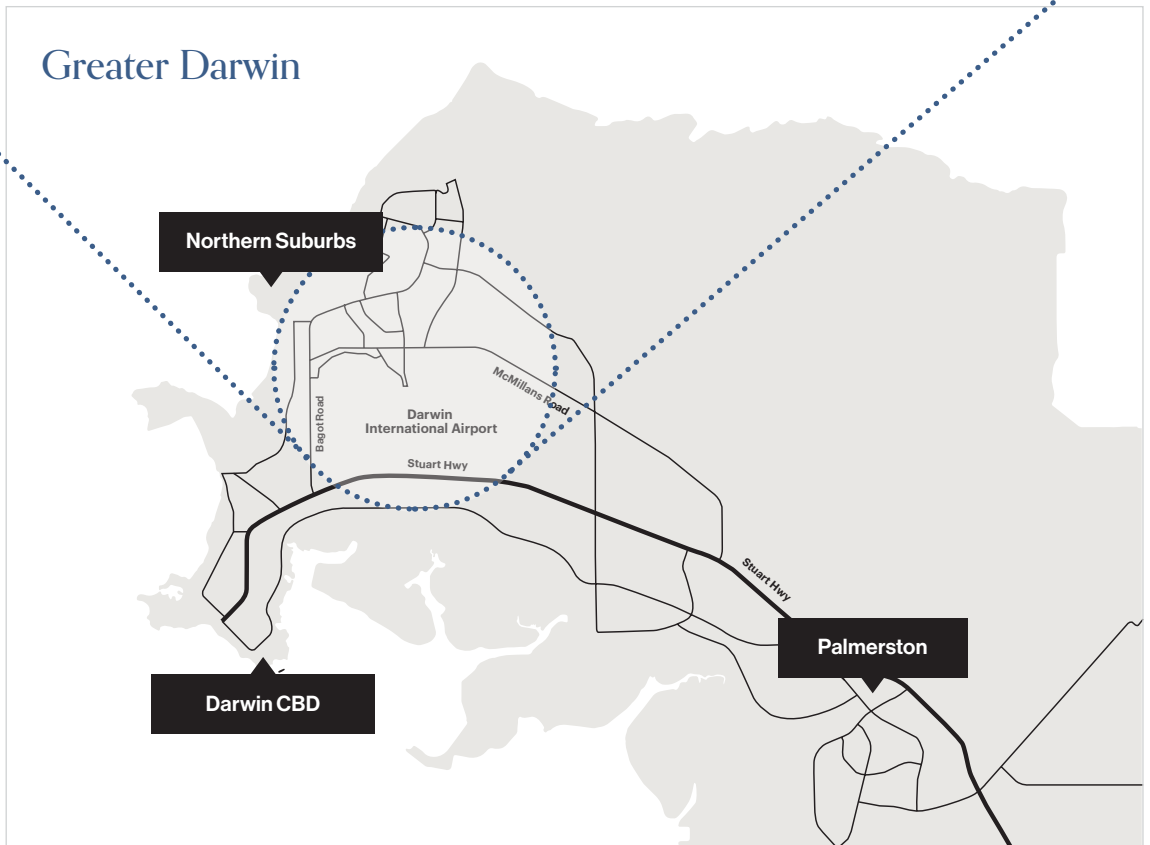 Greater Darwin
Northern Suburbs
McMillans Road
Bagot Road
Darwin
International Airport
Stuart Hwy
Stuart Hwy
Palmerston
Darwin CBD